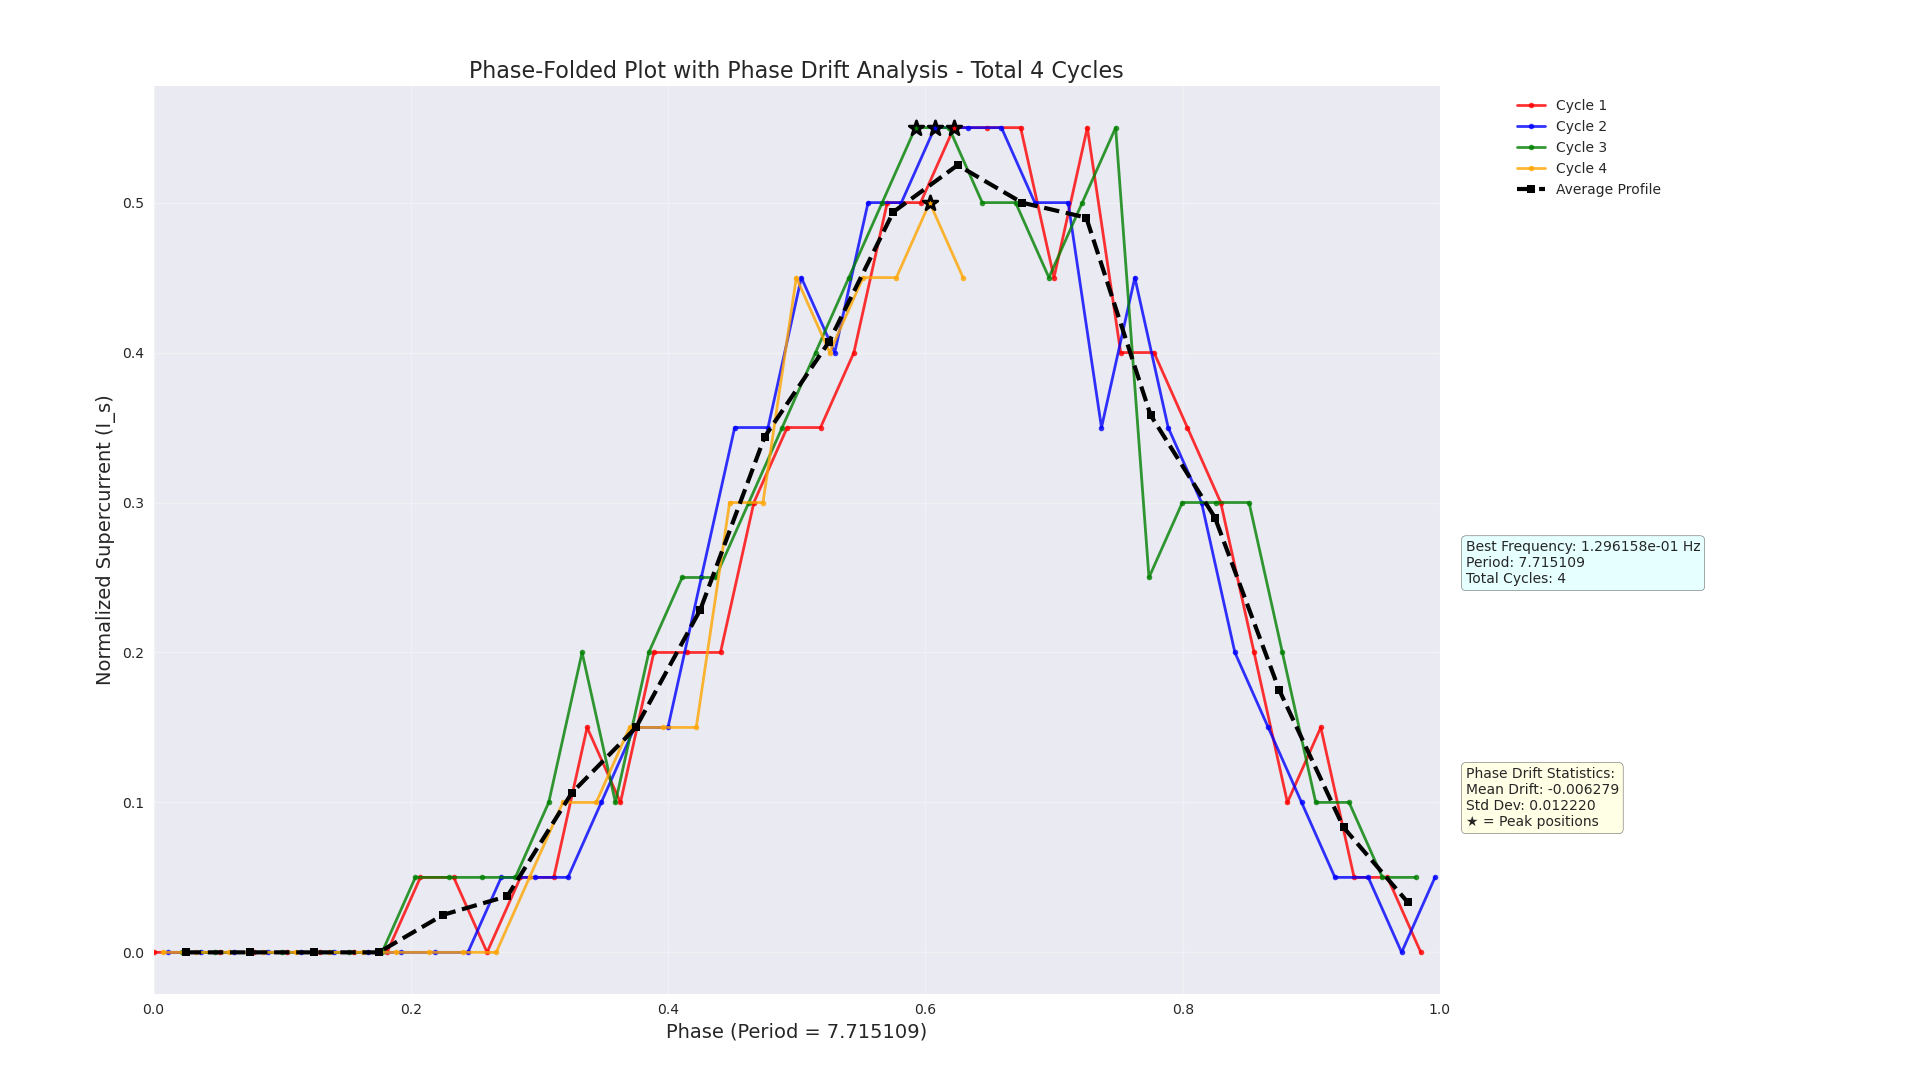 Phase-Folded Plot with Phase Drift Analysis - Total 4 Cycles
Cycle 1
Cycle 2
Cycle 3
Cycle 4
Average Profile
Normalized Supercurrent (I_s)
0.5
0.4
0.3
0.2
0.1
0.0
0.0
0.2
0.4
0.6
0.8
1.0
Phase (Period = 7.715109)
Best Frequency: 1.296158e-01 Hz
Period: 7.715109
Total Cycles: 4
Phase Drift Statistics:
Mean Drift: -0.006279
Std Dev: 0.012220
★ = Peak positions